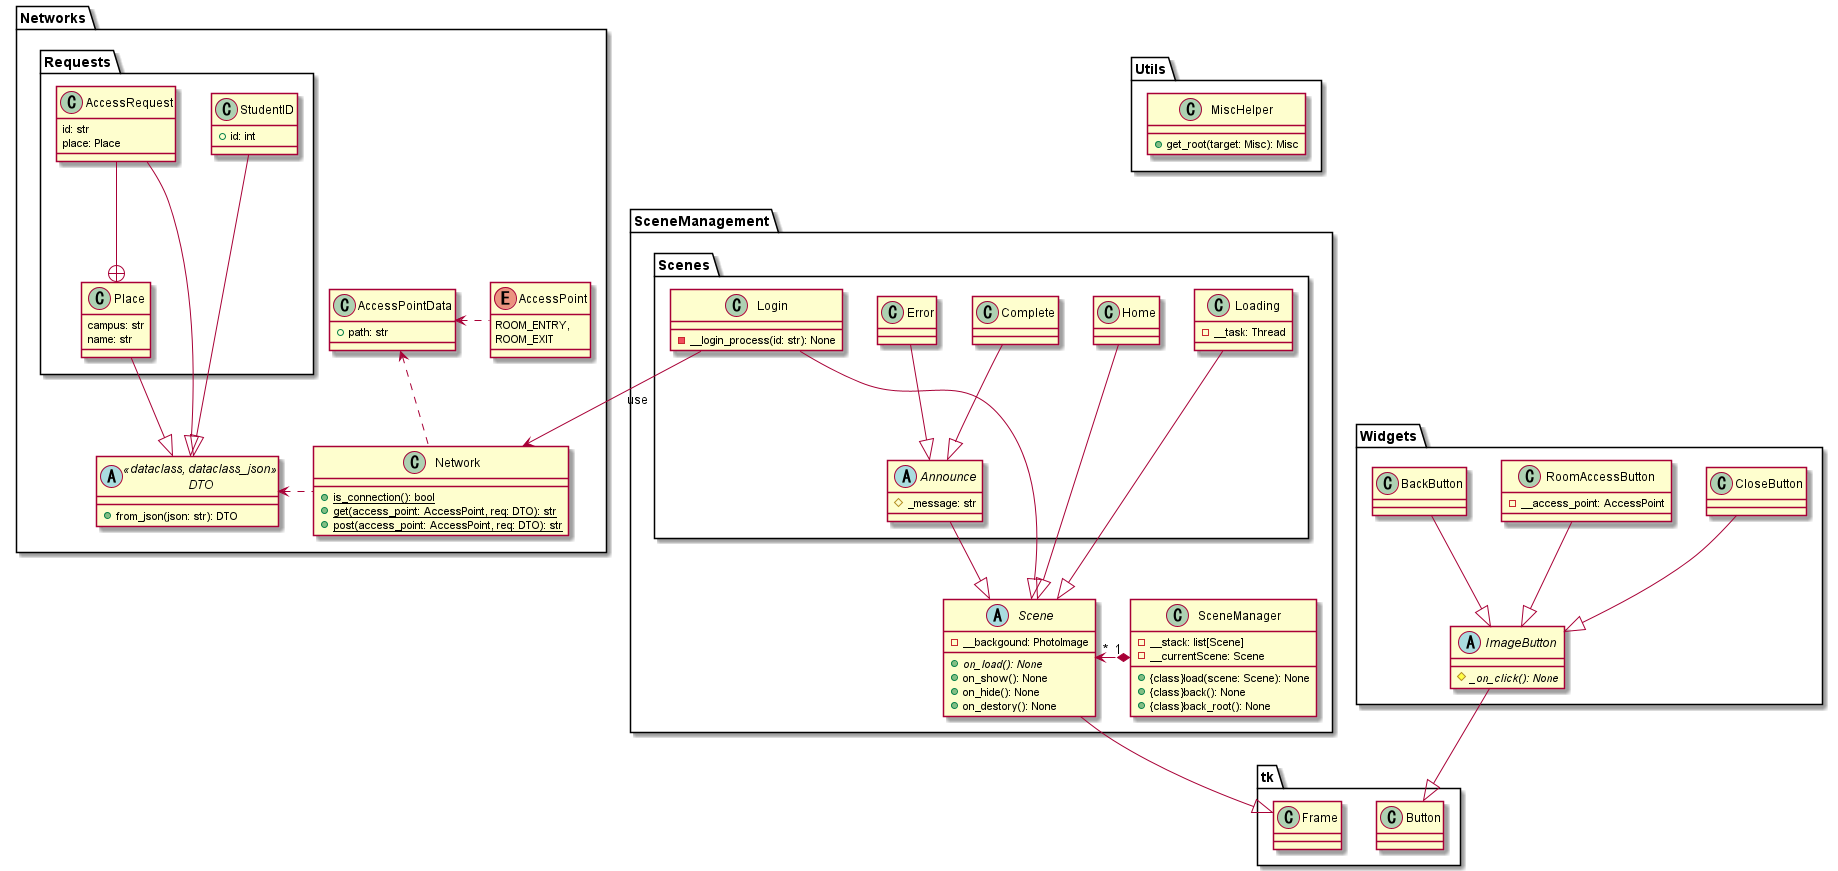 Networks
Requests
C AccessRequest
id: str
place: Place
C StudentID
id: int
C Place
campus: str
name: str
C AccessPointData
path: str
E AccessPoint
ROOM_ENTRY,
ROOM_EXIT
A «dataclass, dataclass_json»
DTO
from_json(json: str): DTO
C Network
is_connection(): bool
get(access_point: AccessPoint, req: DTO): str
post(access_point: AccessPoint, req: DTO): str
use
Utils
C MiscHelper
get_root(target: Misc): Misc
SceneManagement
Scenes
C Login
__login_process(id: str): None
C Error
C Complete
C Home
C Loading
__task: Thread
A Announce
_message: str
A Scene
__backgound: PhotoImage
on_load(): None
on_show(): None
on_hide(): None
on_destory(): None
* 1
C SceneManager
__stack: list[Scene]
__currentScene: Scene
{class}load(scene: Scene): None
{class}back(): None
{class}back_root(): None
Widgets
C BackButton
C RoomAccessButton
__access_point: AccessPoint
C CloseButton
A ImageButton
_on_click(): None
tk
C Frame
C Button